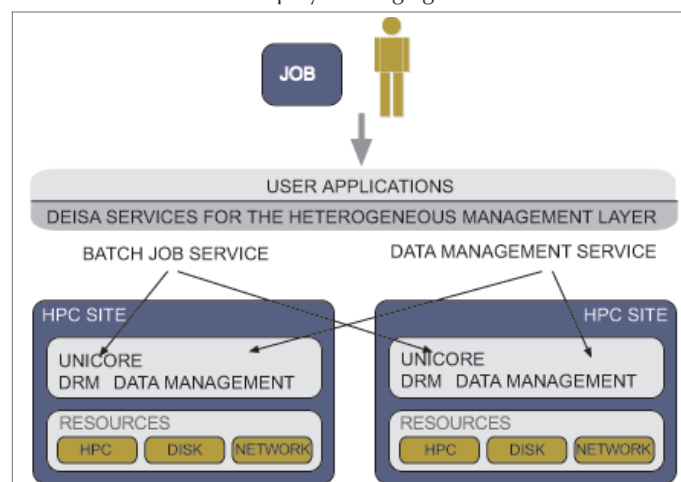 JOB
USER APPLICATIONS
DEISA SERVICES FOR THE HETEROGENEOUS MANAGEMENT LAYER
BATCH JOB SERVICE
DATA MANAGEMENT SERVICE
HPC SITE
UNICORE
DRM DATA MANAGEMENT
RESOURCES
HPC DISK NETWORK
HPC SITE
UNICORE
DRM DATA MANAGEMENT
RESOURCES
HPC DISK NETWORK